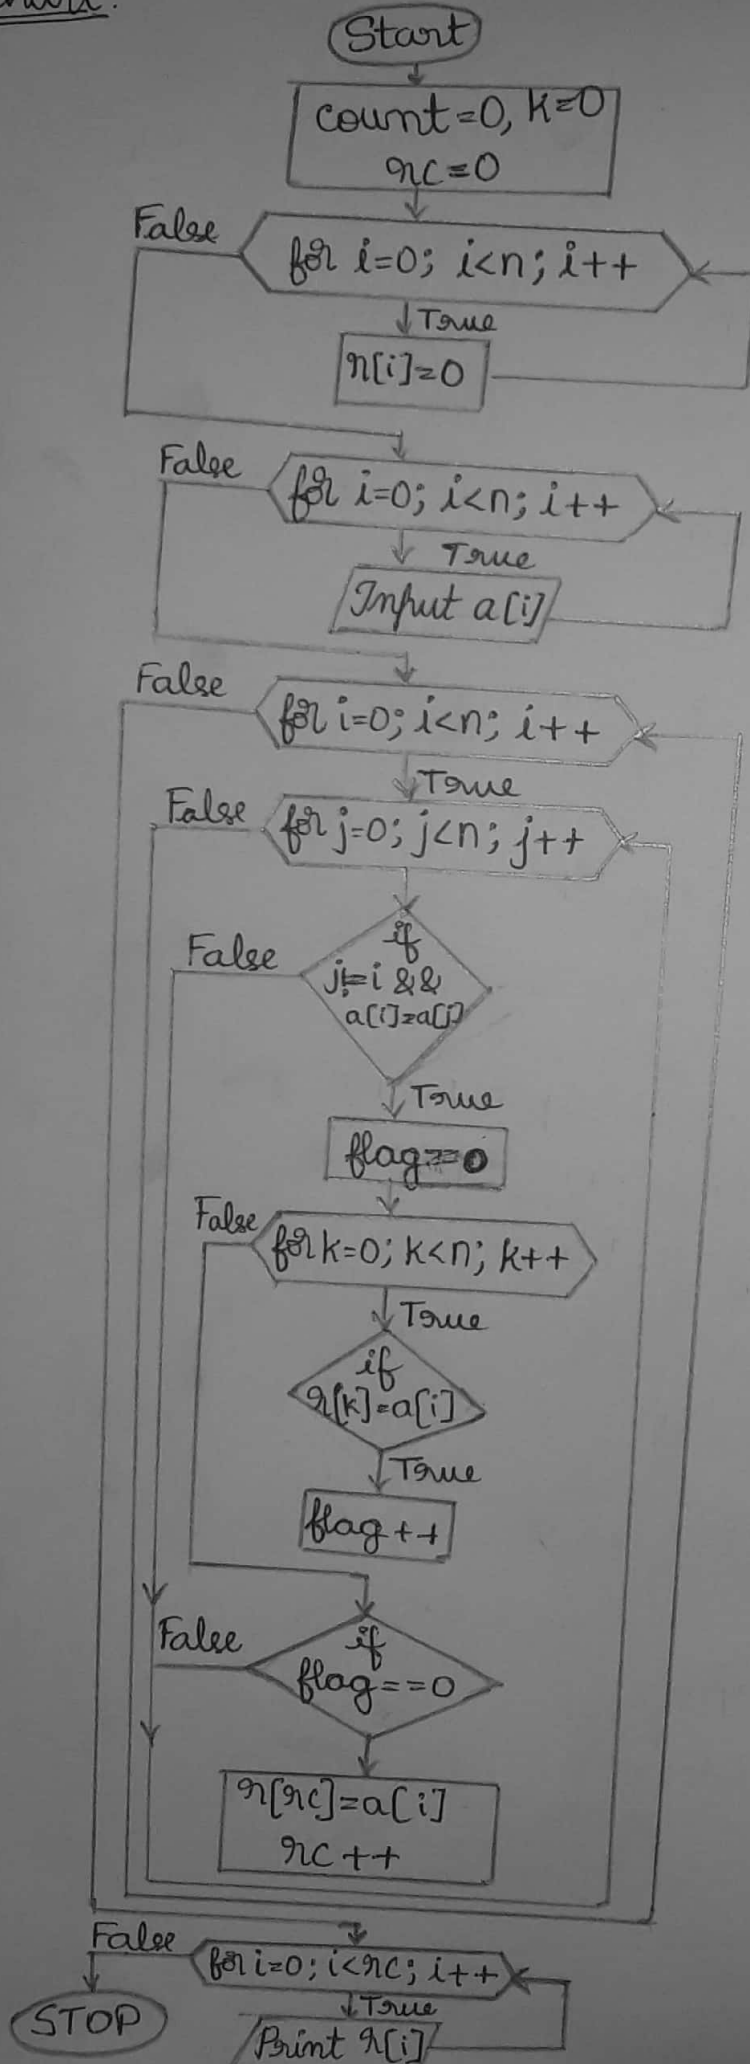 Start
count=0, k=0
rc=0
False
for i=0; i<n; i++
True
r[i]=0
False
for i=0; i<n; i++
True
Input a[i]
False
for i=0; i<n; i++
True
False
for j=0; j<n; j++
False
if
j!=i &&
a[i]=a[j]
True
flag==0
False
for k=0; k<n; k++
True
if
r[k]=a[i]
True
flag++
False
if
flag==0
r[rc]=a[i]
rc++
False
for i=0; i<rc; i++
True
STOP
Print r[i]